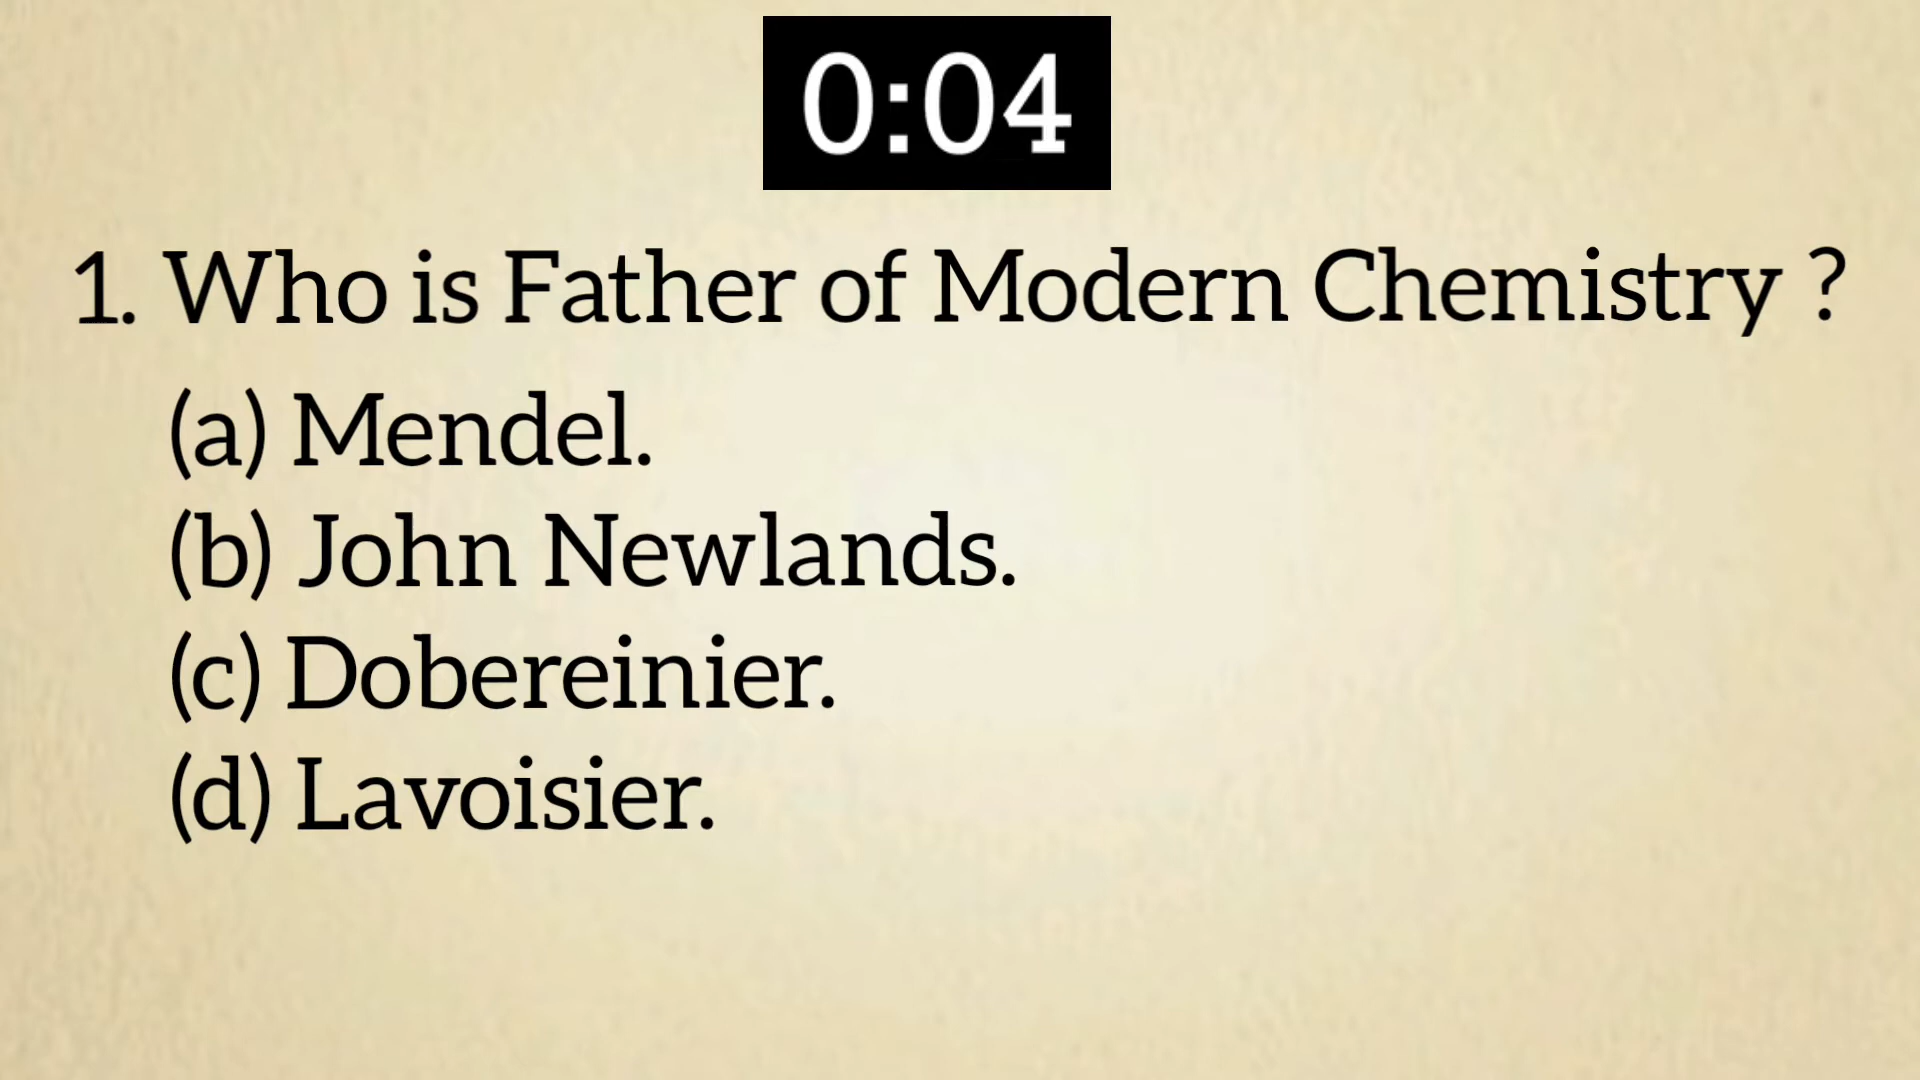 0:04
1. Who is Father of Modern Chemistry ?
(a) Mendel.
(b) John Newlands.
(c) Dobereinier.
(d) Lavoisier.